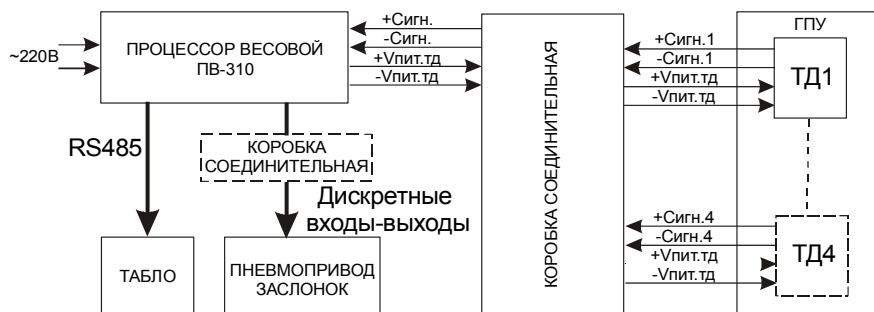 ~220В
ПРОЦЕССОР ВЕСОВОЙ
ПВ-310
+Сигн.
-Сигн.
+Vпит.тд
-Vпит.тд
КОРОБКА СОЕДИНИТЕЛЬНАЯ
ГПУ
+Сигн.1
-Сигн.1
+Vпит.тд
-Vпит.тд
ТД1
RS485
КОРОБКА
СОЕДИНИТЕЛЬНАЯ
Дискретные
входы-выходы
+Сигн.4
-Сигн.4
+Vпит.тд
-Vпит.тд
ТД4
ТАБЛО
ПНЕВМОПРИВОД
ЗАСЛОНОК